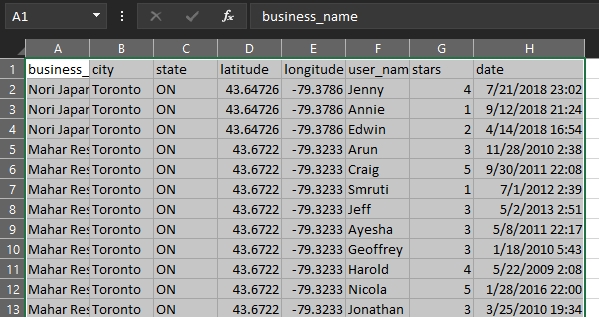 A1 fx business_name
A B C D E F G H
1 business_ city state latitude longitude user_nam stars date
2 Nori Japar Toronto ON 43.64726 -79.3786 Jenny 4 7/21/2018 23:02
3 Nori Japar Toronto ON 43.64726 -79.3786 Annie 1 9/12/2018 21:24
4 Nori Japar Toronto ON 43.64726 -79.3786 Edwin 2 4/14/2018 16:54
5 Mahar Res Toronto ON 43.6722 -79.3233 Arun 3 11/28/2010 2:38
6 Mahar Res Toronto ON 43.6722 -79.3233 Craig 5 9/30/2011 22:08
7 Mahar Res Toronto ON 43.6722 -79.3233 Smruti 1 7/1/2012 2:39
8 Mahar Res Toronto ON 43.6722 -79.3233 Jeff 3 5/2/2013 2:51
9 Mahar Res Toronto ON 43.6722 -79.3233 Ayesha 3 5/8/2011 22:17
10 Mahar Res Toronto ON 43.6722 -79.3233 Geoffrey 3 1/18/2010 5:43
11 Mahar Res Toronto ON 43.6722 -79.3233 Harold 4 5/22/2009 2:08
12 Mahar Res Toronto ON 43.6722 -79.3233 Nicola 5 1/28/2016 22:00
13 Mahar Res Toronto ON 43.6722 -79.3233 Jonathan 3 3/25/2010 19:34